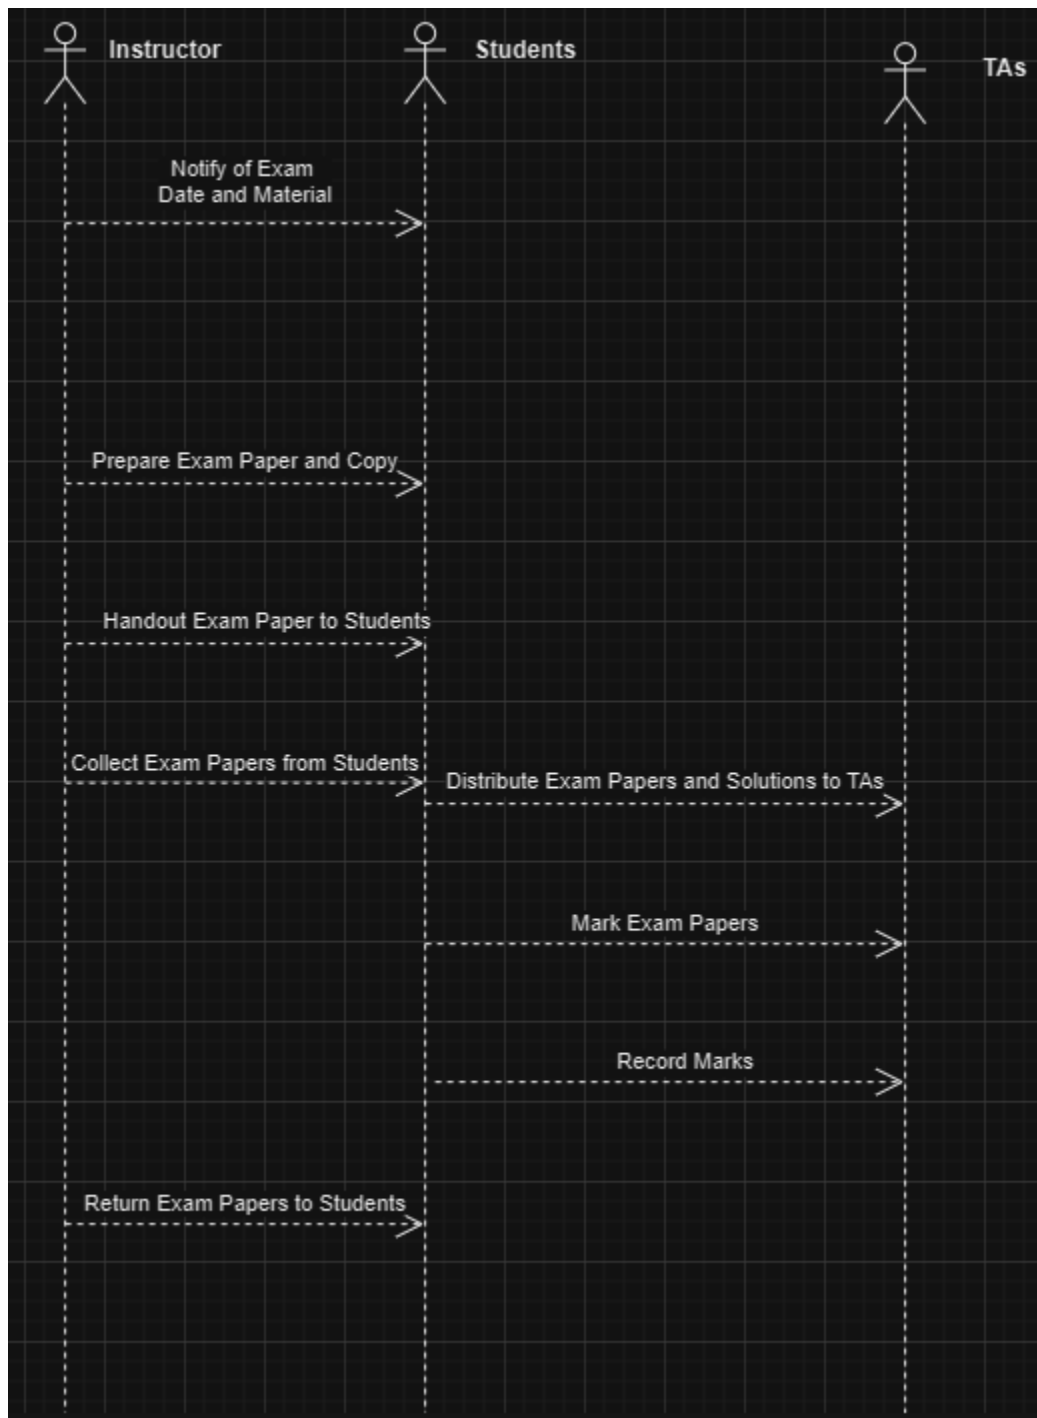 Instructor
Students
TAs
Notify of Exam
Date and Material
Prepare Exam Paper and Copy
Handout Exam Paper to Students
Collect Exam Papers from Students
Distribute Exam Papers and Solutions to TAs
Mark Exam Papers
Record Marks
Return Exam Papers to Students